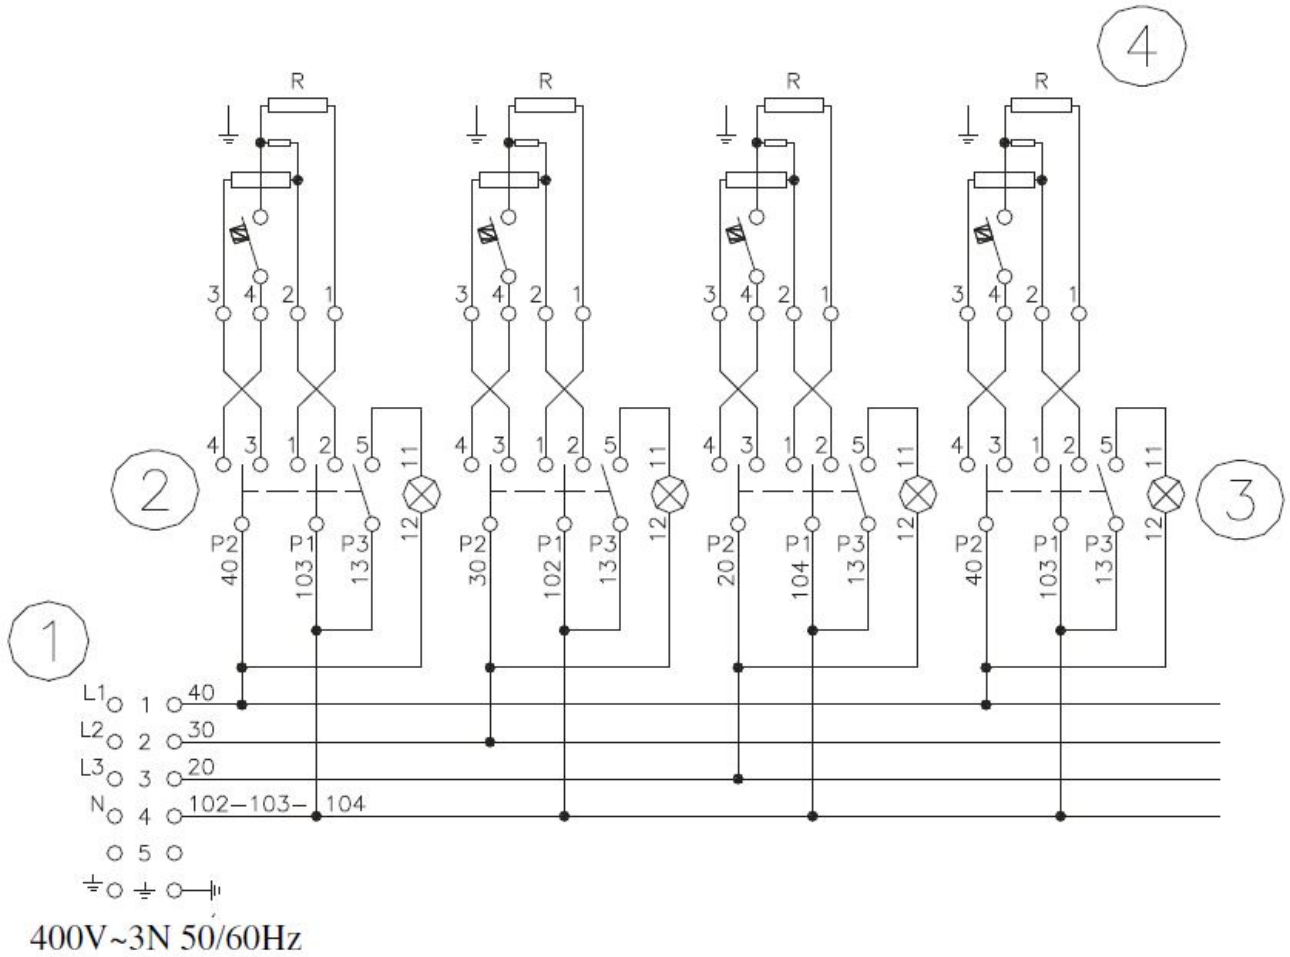 4
R R R R
3 4 2 1 3 4 2 1 3 4 2 1 3 4 2 1
4 3 1 2 5 11 4 3 1 2 5 11 4 3 1 2 5 11 4 3 1 2 5 11
2 3
12 12 12 12
P2 P1 P3 P2 P1 P3 P2 P1 P3 P2 P1 P3
40 103 13 30 102 13 20 104 13 40 103 13
1
L1 1 40
L2 2 30
L3 3 20
N 4 102-103- 104
5
400V~3N 50/60Hz